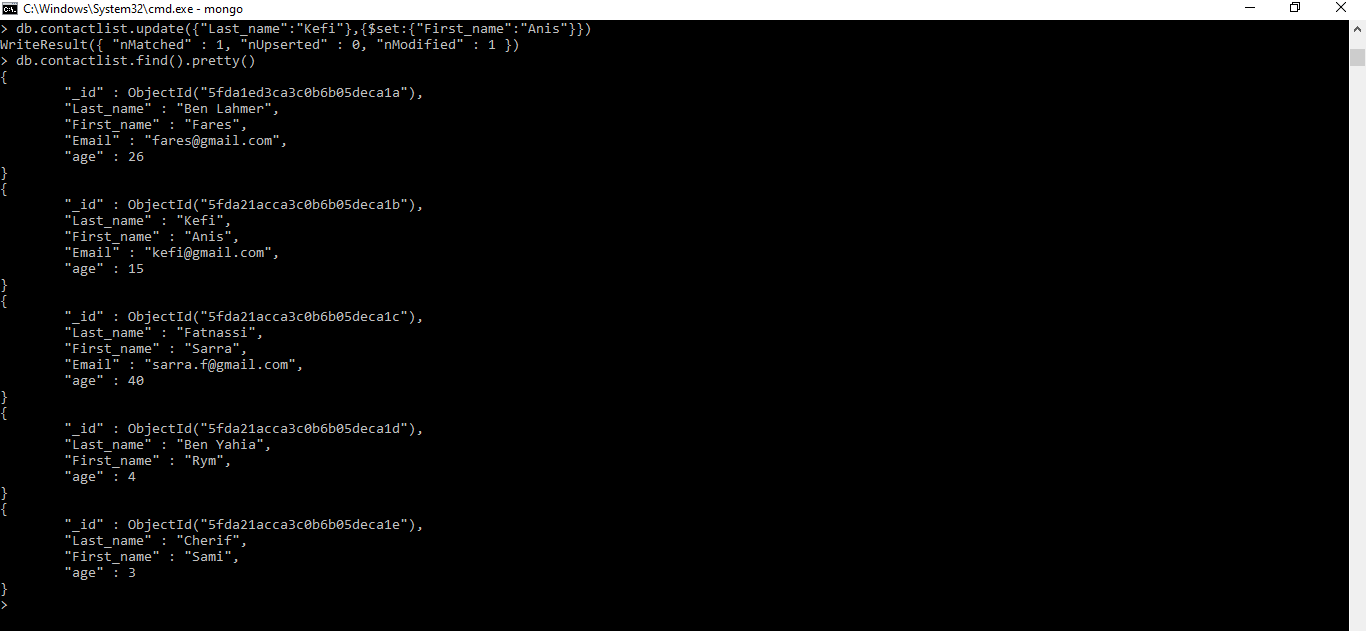 C:\Windows\System32\cmd.exe - mongo
> db.contactlist.update({"Last_name":"Kefi"},{$set:{"First_name":"Anis"}})
WriteResult({ "nMatched" : 1, "nUpserted" : 0, "nModified" : 1 })
> db.contactlist.find().pretty()
{
        "_id" : ObjectId("5fda1ed3ca3c0b6b05deca1a"),
        "Last_name" : "Ben Lahmer",
        "First_name" : "Fares",
        "Email" : "fares@gmail.com",
        "age" : 26
}
{
        "_id" : ObjectId("5fda21acca3c0b6b05deca1b"),
        "Last_name" : "Kefi",
        "First_name" : "Anis",
        "Email" : "kefi@gmail.com",
        "age" : 15
}
{
        "_id" : ObjectId("5fda21acca3c0b6b05deca1c"),
        "Last_name" : "Fatnassi",
        "First_name" : "Sarra",
        "Email" : "sarra.f@gmail.com",
        "age" : 40
}
{
        "_id" : ObjectId("5fda21acca3c0b6b05deca1d"),
        "Last_name" : "Ben Yahia",
        "First_name" : "Rym",
        "age" : 4
}
{
        "_id" : ObjectId("5fda21acca3c0b6b05deca1e"),
        "Last_name" : "Cherif",
        "First_name" : "Sami",
        "age" : 3
}
>